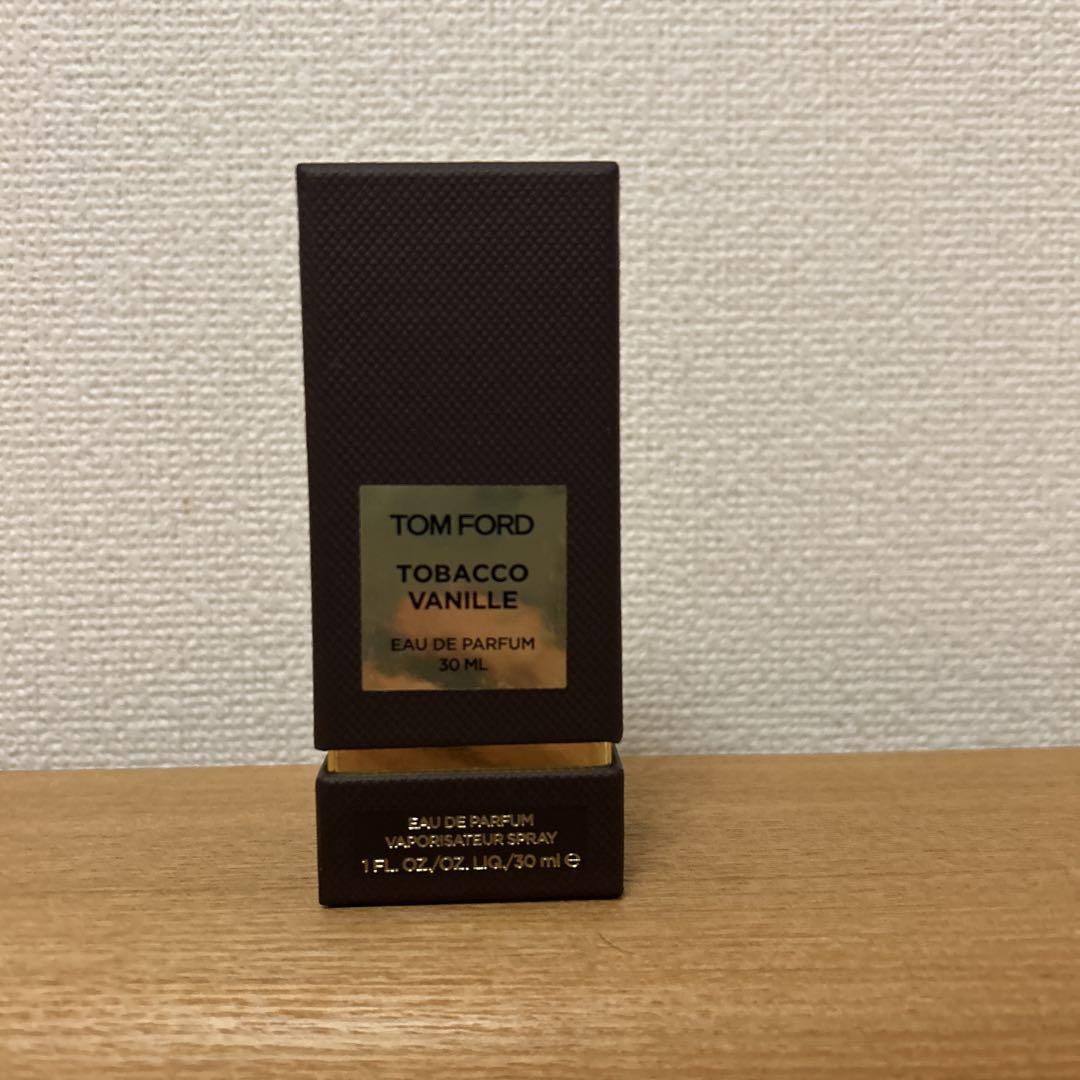 TOM FORD
TOBACCO
VANILLE
EAU DE PARFUM
30 ML
EAU DE PARFUM
VAPORISATEUR SPRAY
1 FL. OZ./OZ. LIQ./30 ml ℮